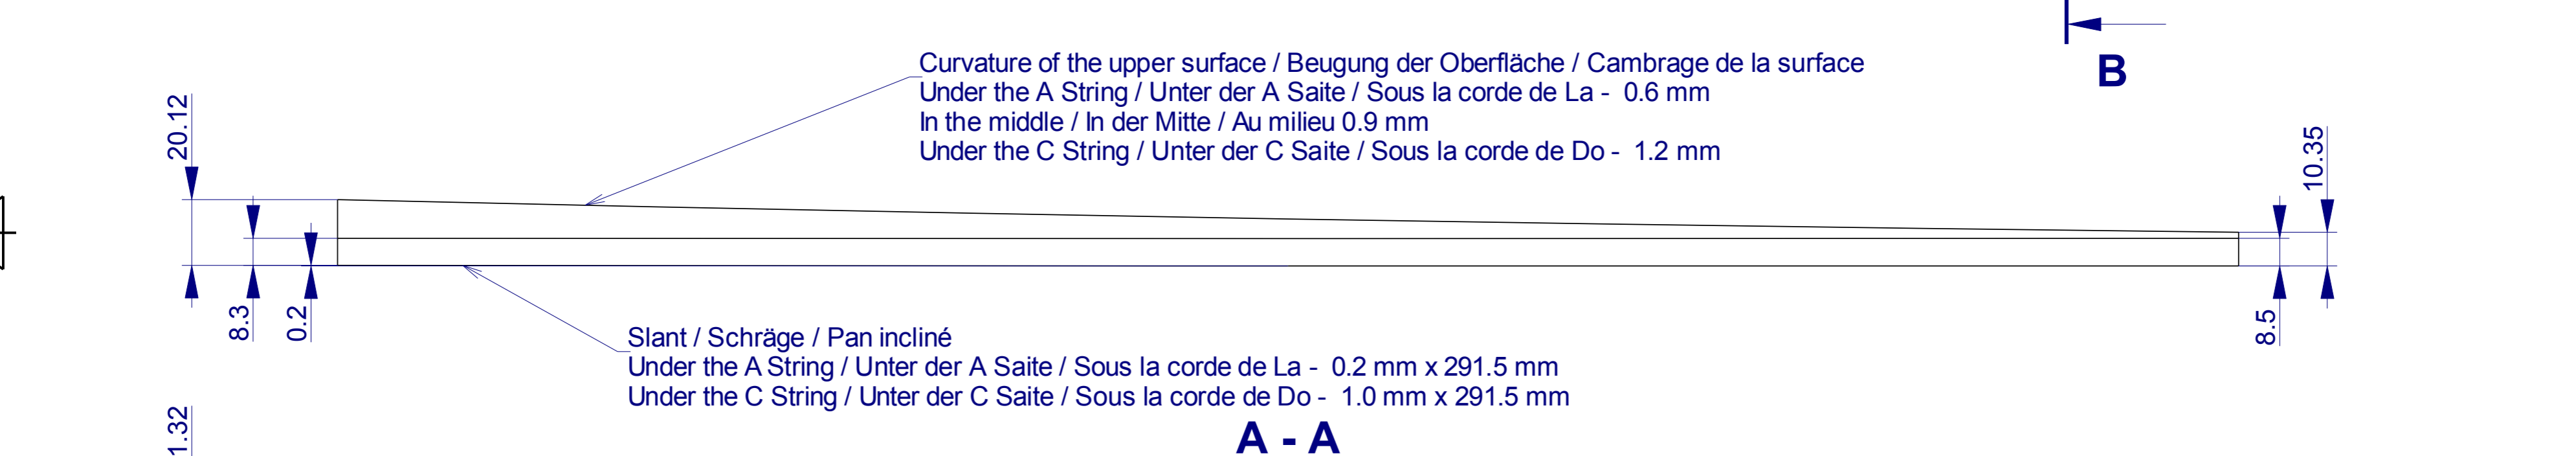 B
Curvature of the upper surface / Beugung der Oberfläche / Cambrage de la surface
Under the A String / Unter der A Saite / Sous la corde de La - 0.6 mm
In the middle / In der Mitte / Au milieu 0.9 mm
Under the C String / Unter der C Saite / Sous la corde de Do - 1.2 mm
20.12
10.35
8.3
0.2
8.5
Slant / Schräge / Pan incliné
Under the A String / Unter der A Saite / Sous la corde de La - 0.2 mm x 291.5 mm
Under the C String / Unter der C Saite / Sous la corde de Do - 1.0 mm x 291.5 mm
1.32
A - A